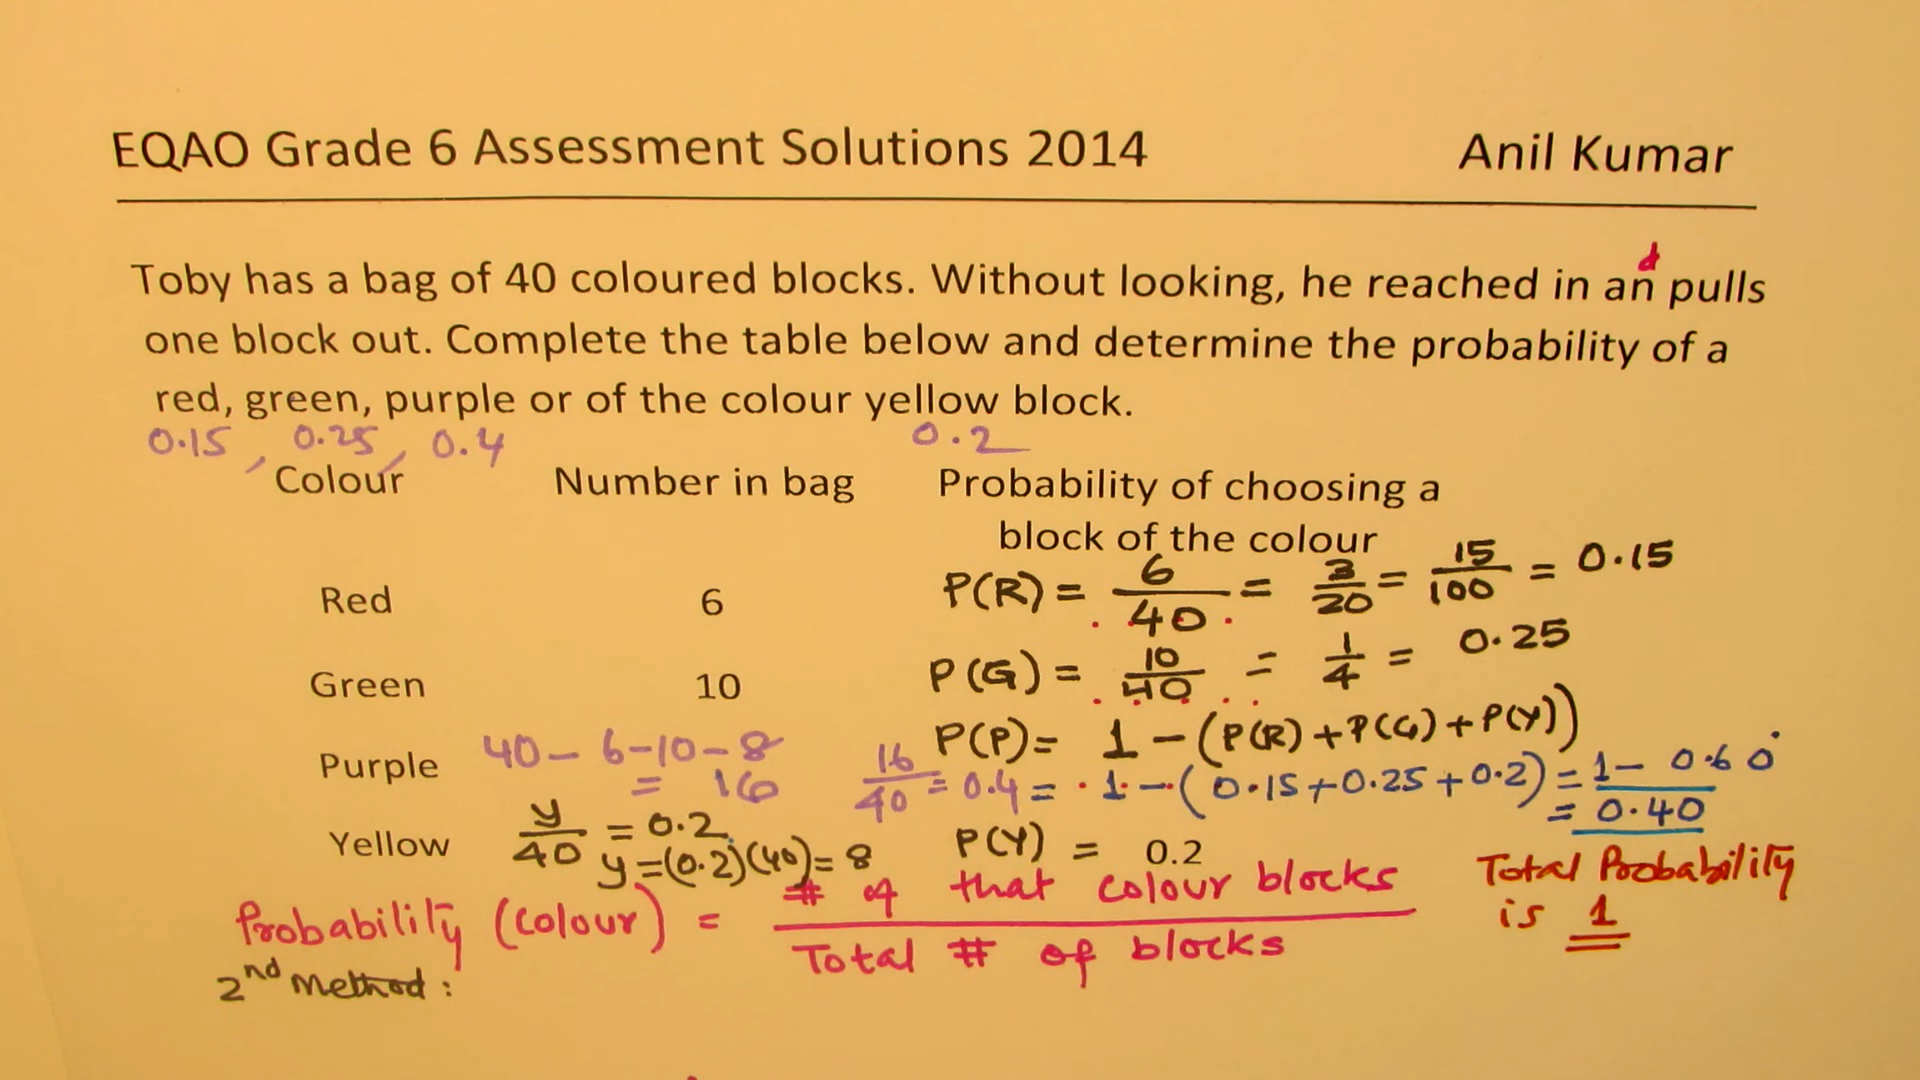 EQAO Grade 6 Assessment Solutions 2014 Anil Kumar
d
Toby has a bag of 40 coloured blocks. Without looking, he reached in an pulls
one block out. Complete the table below and determine the probability of a
red, green, purple or of the colour yellow block.
0.15, 0.25, 0.4 0.2
Colour Number in bag Probability of choosing a
block of the colour
Red 6 P(R) = 6/40 = 3/20 = 15/100 = 0.15
Green 10 P(G) = 10/40 = 1/4 = 0.25
Purple 40 - 6-10-8 P(P) = 1 - (P(R) + P(G) + P(Y))
= 16 16/40 = 0.4 = 1 - (0.15+0.25+0.2) = 1 - 0.60
= 0.40
Yellow y/40 = 0.2 P(Y) = 0.2
y = (0.2)(40) = 8
Total Probability
is 1
Probability (colour) = # of that colour blocks / Total # of blocks
2nd Method :